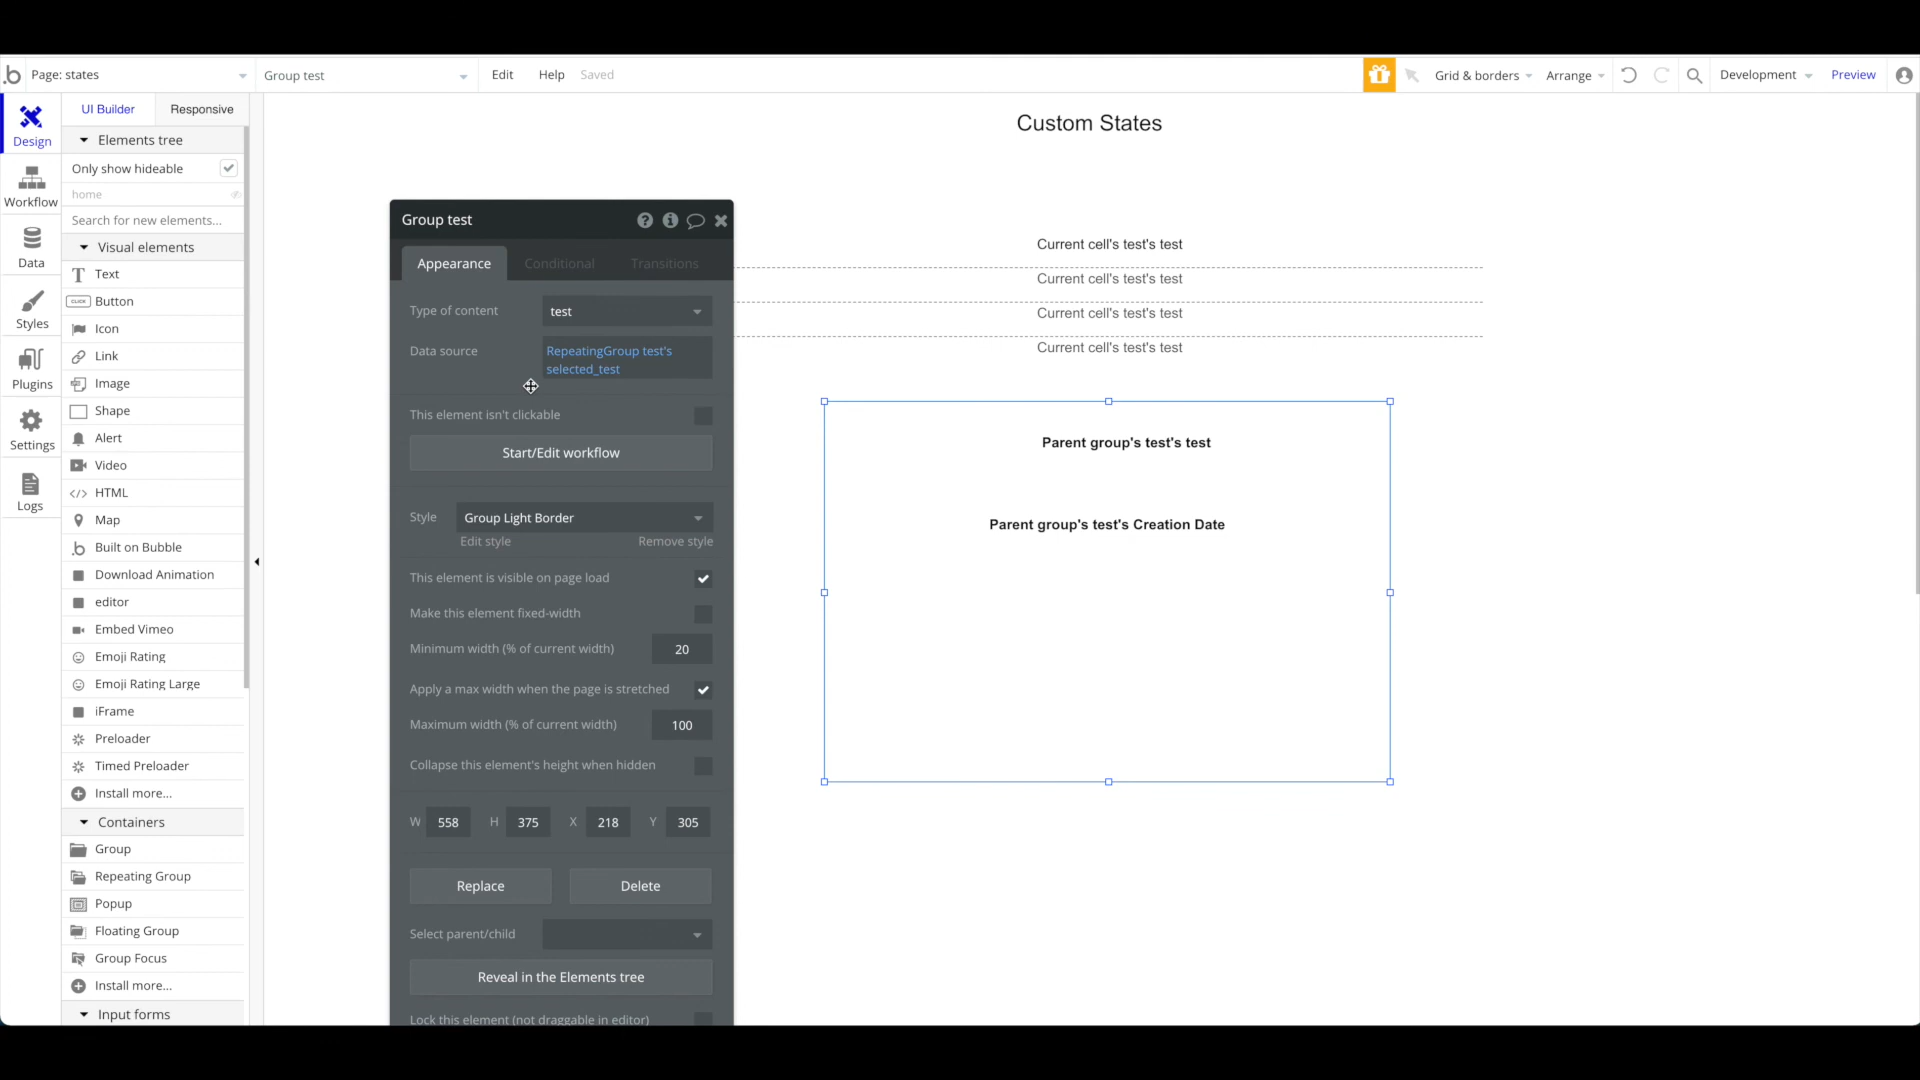 Page: states
Group test
Edit
Help
Saved
Grid & borders
Arrange
Development
Preview
UI Builder
Responsive
Design
Workflow
Data
Styles
Plugins
Settings
Logs
Elements tree
Only show hideable
home
Search for new elements...
Visual elements
Text
CLICK Button
Icon
Link
Image
Shape
Alert
Video
</> HTML
Map
Built on Bubble
Download Animation
editor
Embed Vimeo
Emoji Rating
Emoji Rating Large
iFrame
Preloader
Timed Preloader
Install more...
Containers
Group
Repeating Group
Popup
Floating Group
Group Focus
Install more...
Input forms
Group test
Appearance
Conditional
Transitions
Type of content
test
Data source
RepeatingGroup test's
selected_test
This element isn't clickable
Start/Edit workflow
Style
Group Light Border
Edit style
Remove style
This element is visible on page load
Make this element fixed-width
Minimum width (% of current width)
20
Apply a max width when the page is stretched
Maximum width (% of current width)
100
Collapse this element's height when hidden
W 558 H 375 X 218 Y 305
Replace
Delete
Select parent/child
Reveal in the Elements tree
Lock this element (not draggable in editor)
Custom States
Current cell's test's test
Current cell's test's test
Current cell's test's test
Current cell's test's test
Parent group's test's test
Parent group's test's Creation Date